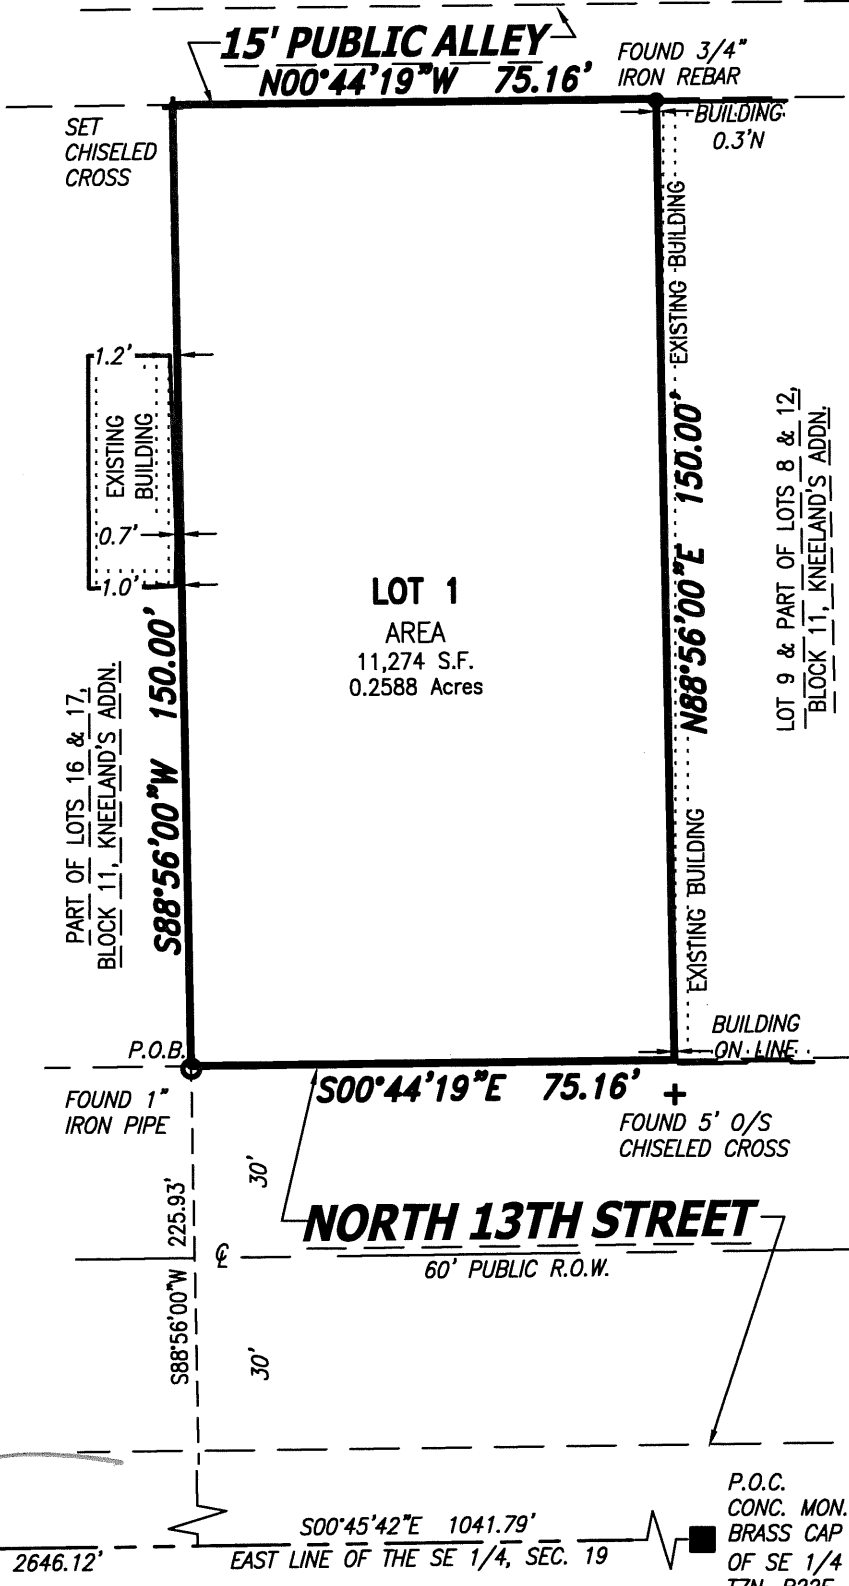 15' PUBLIC ALLEY
N00°44'19"W 75.16'
FOUND 3/4"
IRON REBAR
SET
CHISELED
CROSS
BUILDING
0.3'N
EXISTING BUILDING
EXISTING BUILDING
1.2'
EXISTING
BUILDING
0.7'
1.0'
N88°56'00"E 150.00'
LOT 9 & PART OF LOTS 8 & 12,
BLOCK 11, KNEELAND'S ADDN.
LOT 1
AREA
11,274 S.F.
0.2588 Acres
S88°56'00"W 150.00'
PART OF LOTS 16 & 17,
BLOCK 11, KNEELAND'S ADDN.
EXISTING BUILDING
BUILDING
ON LINE
P.O.B.
FOUND 1"
IRON PIPE
S00°44'19"E 75.16'
FOUND 5' O/S
CHISELED CROSS
30'
S88°56'00"W 225.93'
NORTH 13TH STREET
60' PUBLIC R.O.W.
30'
P.O.C.
CONC. MON.
BRASS CAP
OF SE 1/4
S00°45'42"E 1041.79'
2646.12'
EAST LINE OF THE SE 1/4, SEC. 19